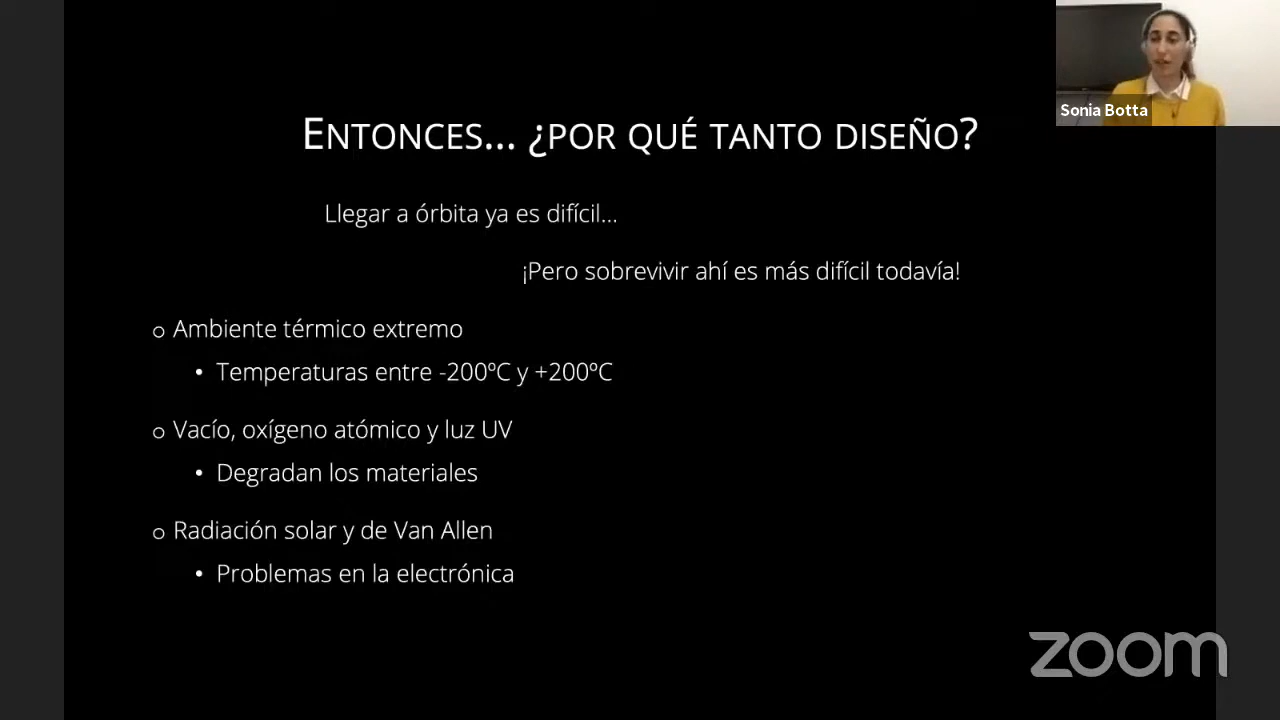 Sonia Botta
ENTONCES... ¿POR QUÉ TANTO DISEÑO?
Llegar a órbita ya es difícil...
¡Pero sobrevivir ahí es más difícil todavía!
o Ambiente térmico extremo
• Temperaturas entre -200ºC y +200ºC
o Vacío, oxígeno atómico y luz UV
• Degradan los materiales
o Radiación solar y de Van Allen
• Problemas en la electrónica
zoom